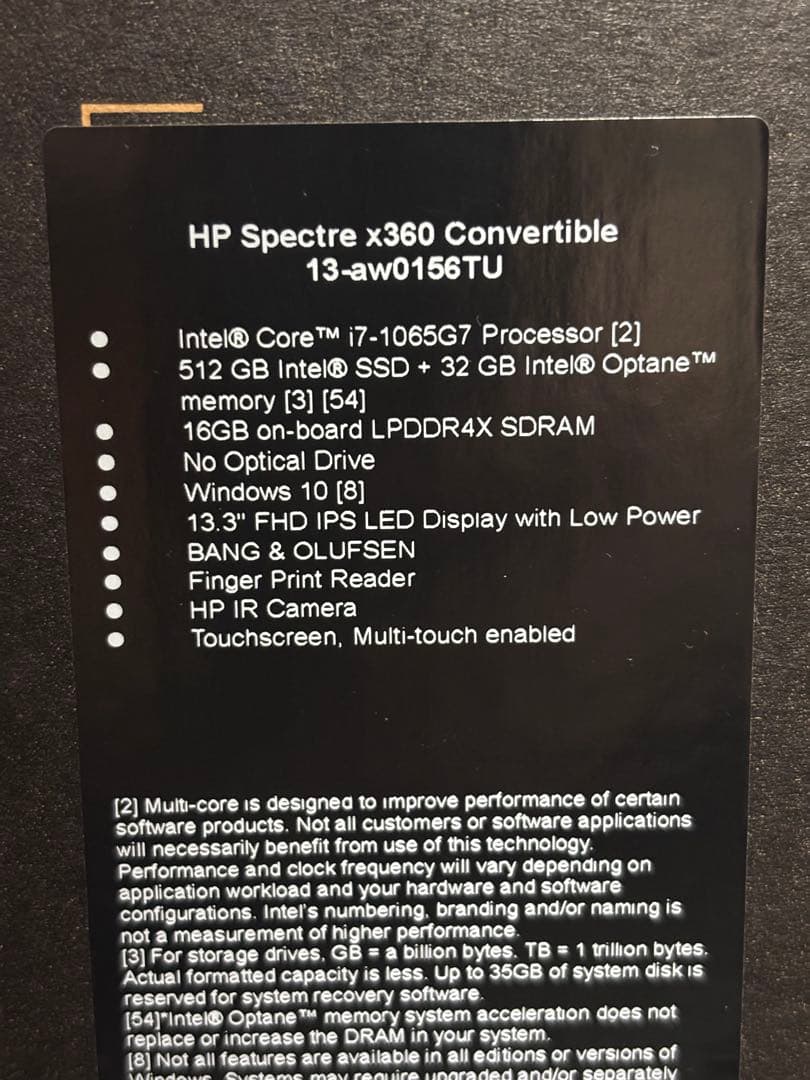 HP Spectre x360 Convertible
13-aw0156TU
● Intel® Core™ i7-1065G7 Processor [2]
● 512 GB Intel® SSD + 32 GB Intel® Optane™
memory [3] [54]
● 16GB on-board LPDDR4X SDRAM
● No Optical Drive
● Windows 10 [8]
● 13.3" FHD IPS LED Display with Low Power
● BANG & OLUFSEN
● Finger Print Reader
● HP IR Camera
● Touchscreen, Multi-touch enabled
[2] Multi-core is designed to improve performance of certain
software products. Not all customers or software applications
will necessarily benefit from use of this technology.
Performance and clock frequency will vary depending on
application workload and your hardware and software
configurations. Intel's numbering, branding and/or naming is
not a measurement of higher performance.
[3] For storage drives, GB = a billion bytes. TB = 1 trillion bytes.
Actual formatted capacity is less. Up to 35GB of system disk is
reserved for system recovery software.
[54]"Intel® Optane™ memory system acceleration does not
replace or increase the DRAM in your system.
[8] Not all features are available in all editions or versions of
Windows. Systems may require upgraded and/or separately